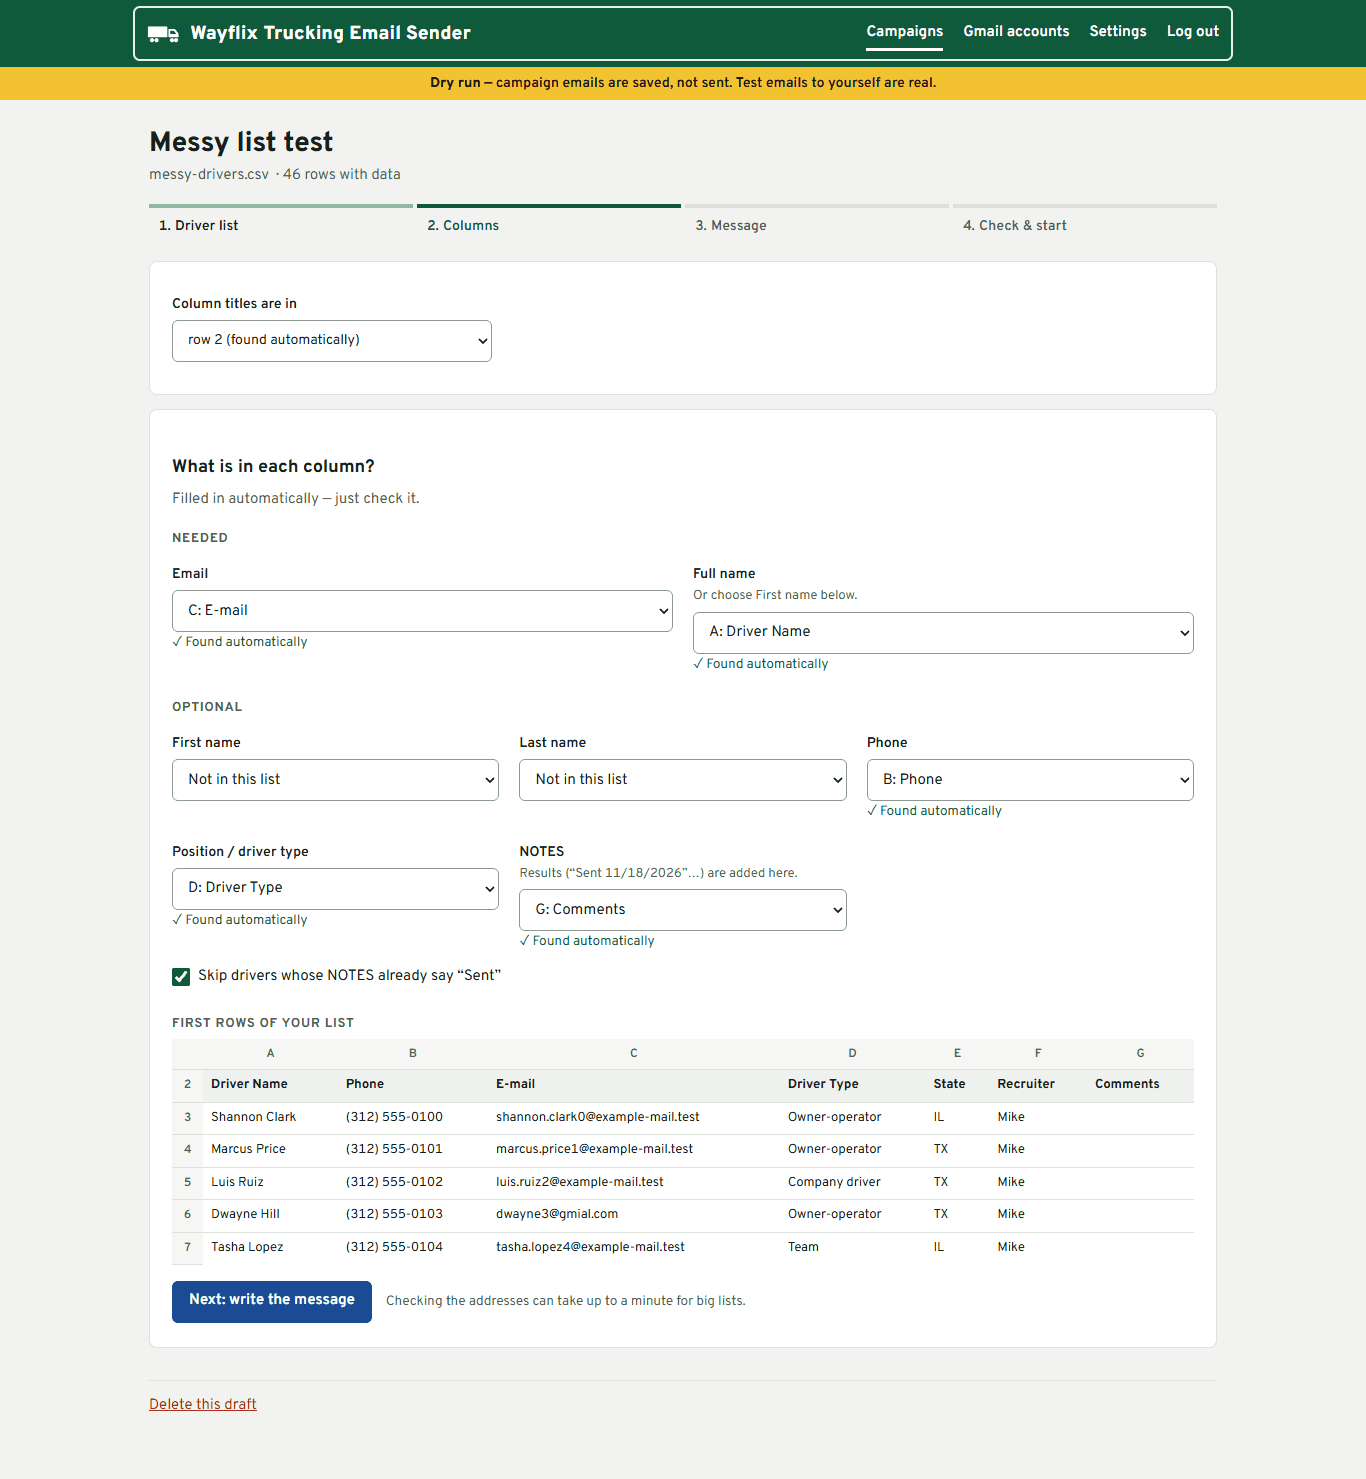 Wayflix Trucking Email Sender
Campaigns Gmail accounts Settings Log out
Dry run — campaign emails are saved, not sent. Test emails to yourself are real.
Messy list test
messy-drivers.csv · 46 rows with data
1. Driver list 2. Columns 3. Message 4. Check & start
Column titles are in
row 2 (found automatically)
What is in each column?
Filled in automatically — just check it.
NEEDED
Email
C: E-mail
✓ Found automatically
Full name
Or choose First name below.
A: Driver Name
✓ Found automatically
OPTIONAL
First name
Not in this list
Last name
Not in this list
Phone
B: Phone
✓ Found automatically
Position / driver type
D: Driver Type
✓ Found automatically
NOTES
Results (“Sent 11/18/2026”…) are added here.
G: Comments
✓ Found automatically
Skip drivers whose NOTES already say “Sent”
FIRST ROWS OF YOUR LIST
A B C D E F G
2 Driver Name Phone E-mail Driver Type State Recruiter Comments
3 Shannon Clark (312) 555-0100 shannon.clark0@example-mail.test Owner-operator IL Mike
4 Marcus Price (312) 555-0101 marcus.price1@example-mail.test Owner-operator TX Mike
5 Luis Ruiz (312) 555-0102 luis.ruiz2@example-mail.test Company driver TX Mike
6 Dwayne Hill (312) 555-0103 dwayne3@gmial.com Owner-operator TX Mike
7 Tasha Lopez (312) 555-0104 tasha.lopez4@example-mail.test Team IL Mike
Next: write the message Checking the addresses can take up to a minute for big lists.
Delete this draft